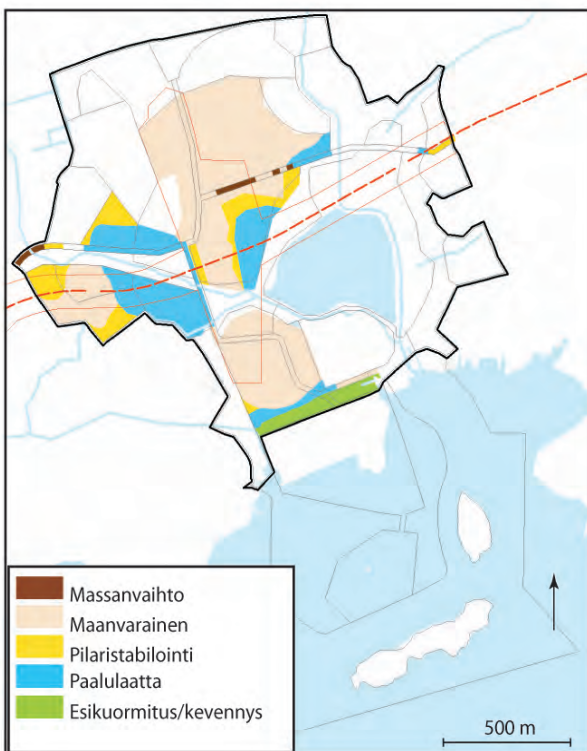 Massanvaihto
Maanvarainen
Pilaristabilointi
Paalulaatta
Esikuormitus/kevennys
500 m